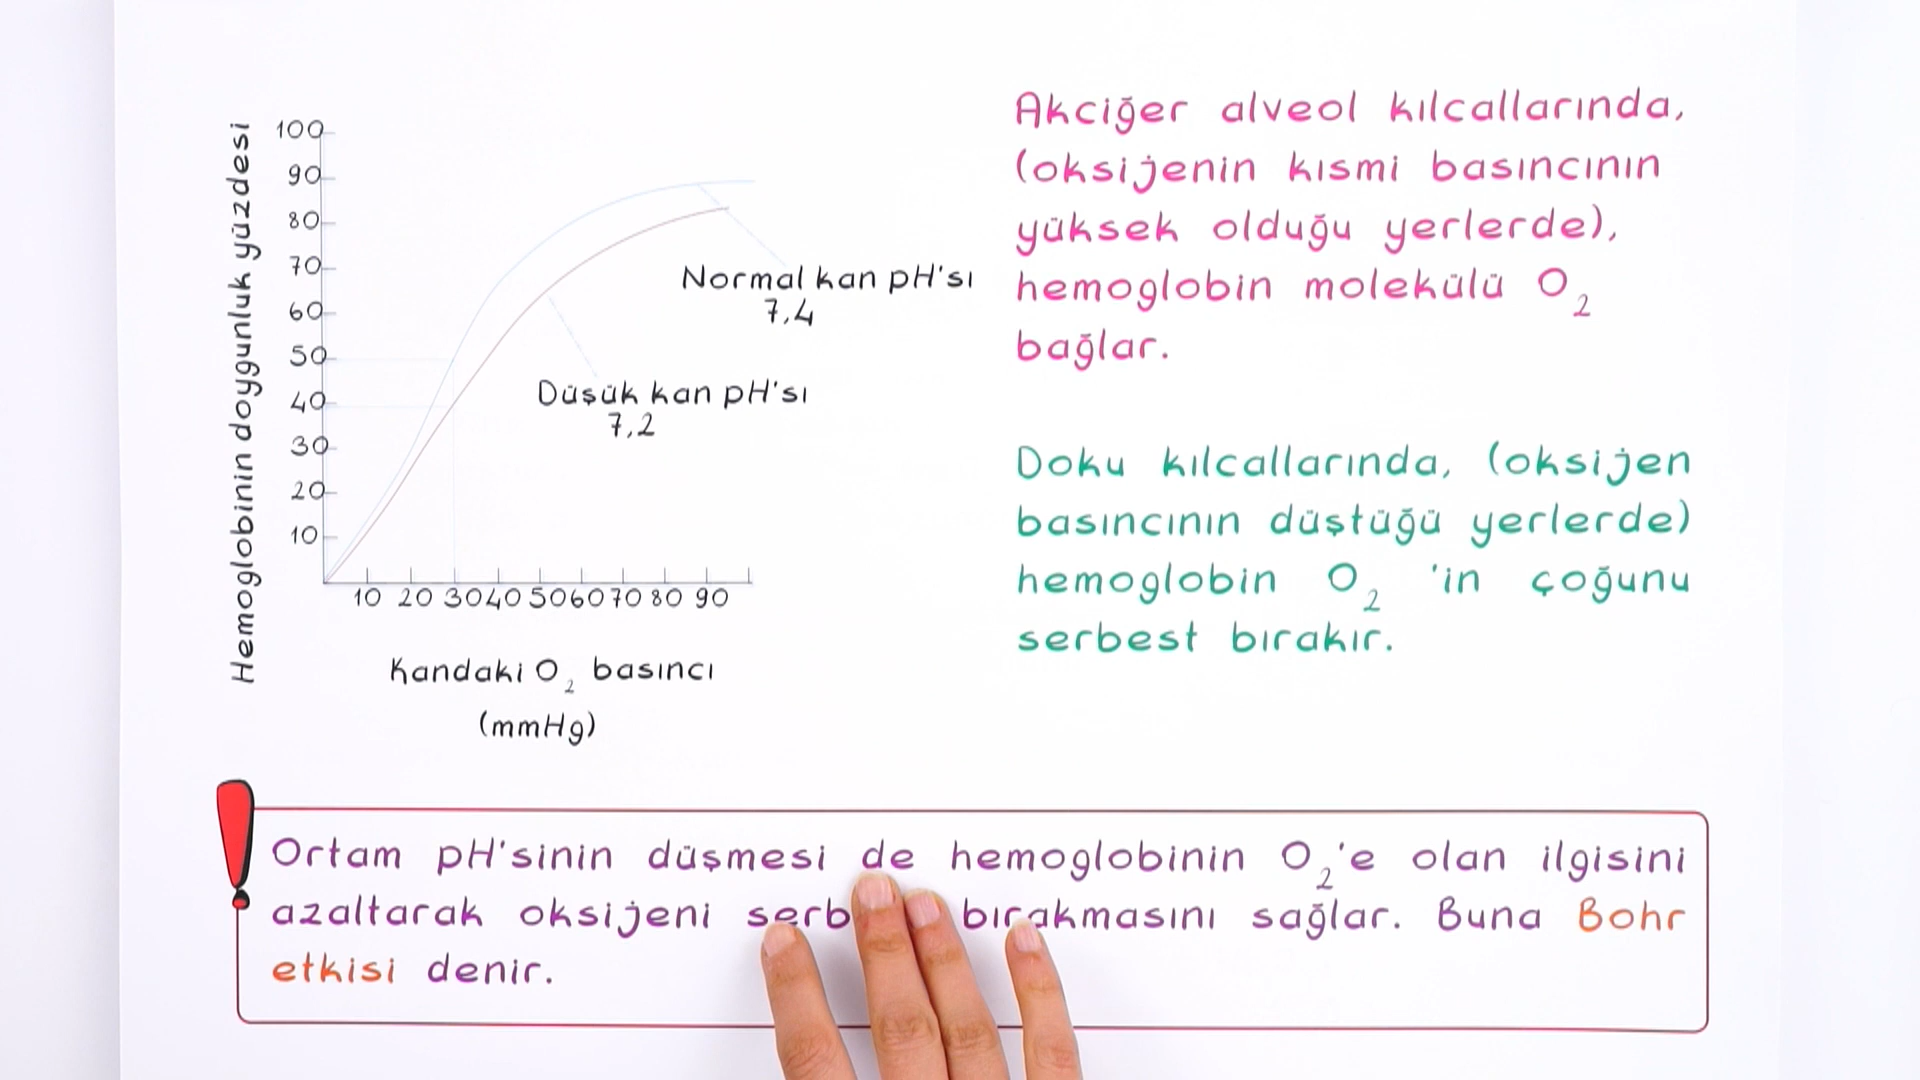 Hemoglobinin doygunluk yüzdesi
100
90
80
70
60
50
40
30
20
10
10 20 30 40 50 60 70 80 90
Kandaki O₂ basıncı
(mmHg)
Normal kan pH'sı
7,4
Düşük kan pH'sı
7,2
Akciğer alveol kılcallarında,
(oksijenin kısmi basıncının
yüksek olduğu yerlerde),
hemoglobin molekülü O₂
bağlar.
Doku kılcallarında, (oksijen
basıncının düştüğü yerlerde)
hemoglobin O₂ 'in çoğunu
serbest bırakır.
Ortam pH'sinin düşmesi de hemoglobinin O₂'e olan ilgisini
azaltarak oksijeni serb bırakmasını sağlar. Buna Bohr
etkisi denir.